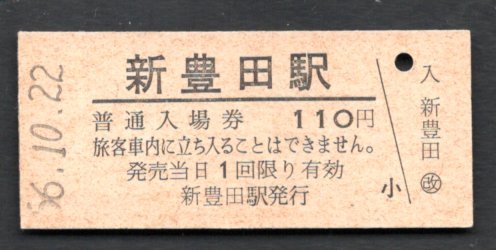 新豊田駅
普通入場券 110円
旅客車内に立ち入ることはできません。
発売当日1回限り有効
新豊田駅発行
56.10.22
入 新豊田 改
小